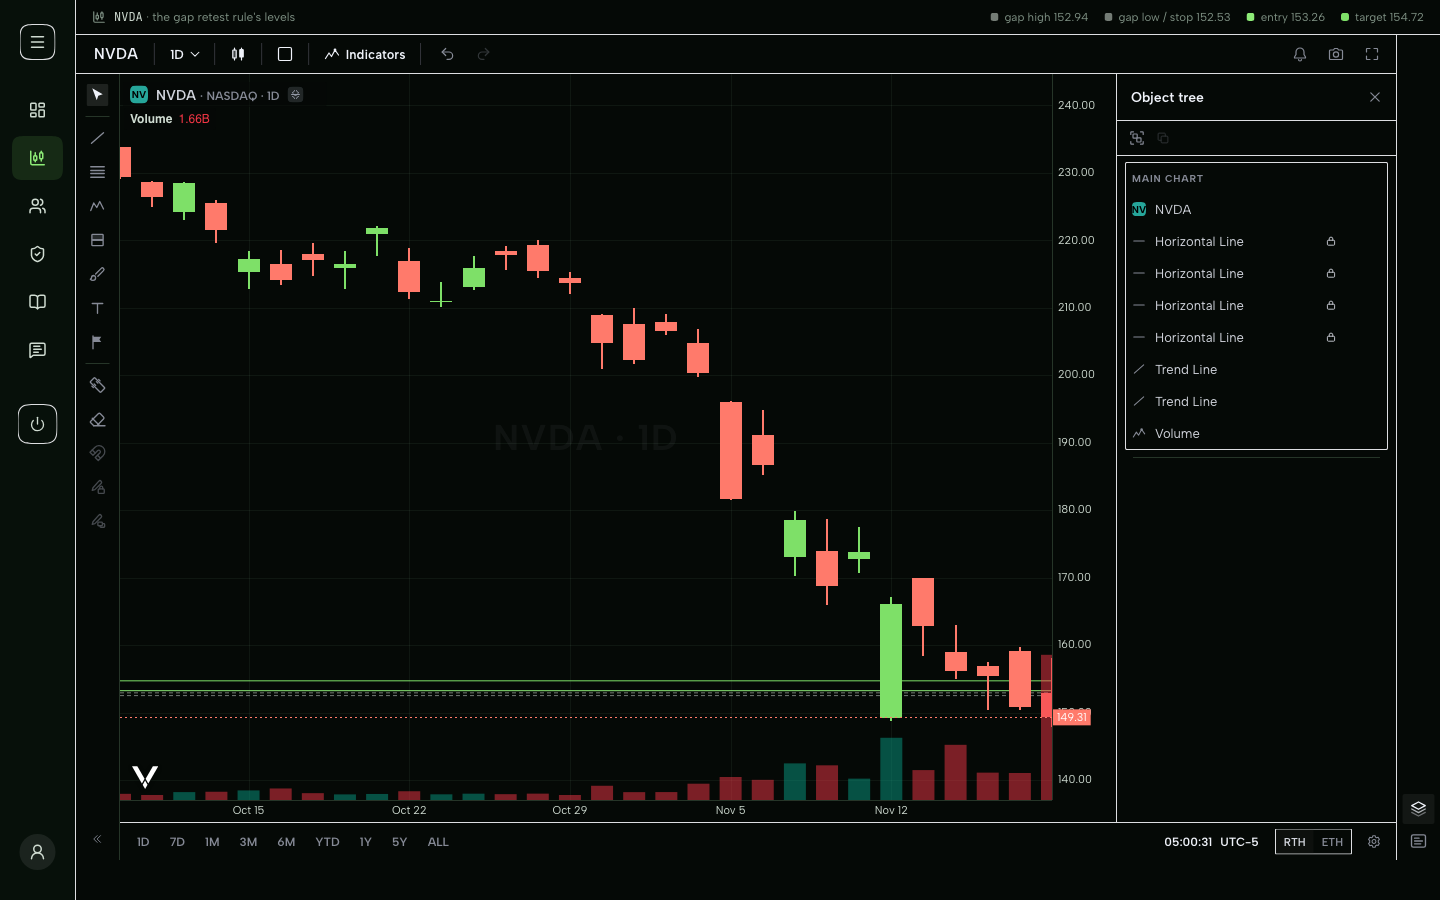 NVDA · the gap retest rule's levels
gap high 152.94
gap low / stop 152.53
entry 153.26
target 154.72
NVDA
1D
Indicators
NV NVDA · NASDAQ · 1D
Volume 1.66B
NVDA · 1D
240.00
230.00
220.00
210.00
200.00
190.00
180.00
170.00
160.00
149.31
140.00
Oct 15
Oct 22
Oct 29
Nov 5
Nov 12
Object tree
MAIN CHART
NV NVDA
Horizontal Line
Horizontal Line
Horizontal Line
Horizontal Line
Trend Line
Trend Line
Volume
1D 7D 1M 3M 6M YTD 1Y 5Y ALL
05:00:31 UTC-5
RTH ETH